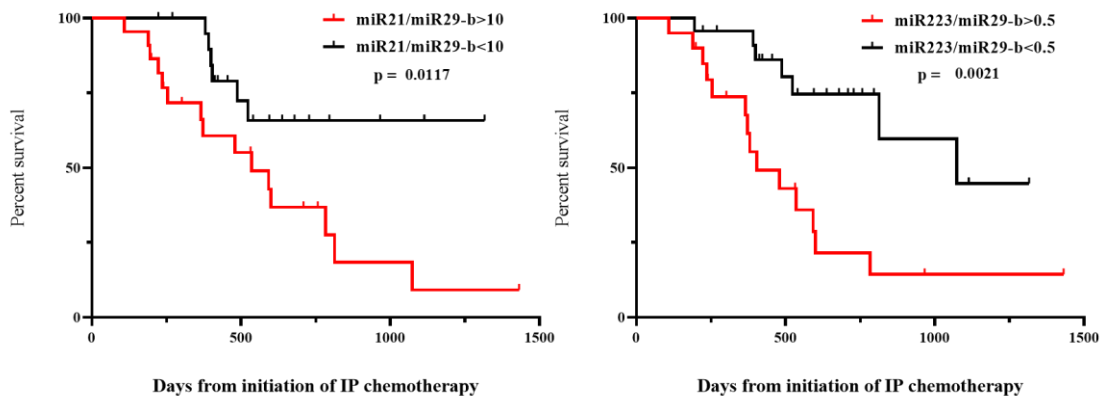 100
50
0
Percent survival
0
500
1000
1500
Days from initiation of IP chemotherapy
miR21/miR29-b>10
miR21/miR29-b<10
p = 0.0117
100
50
0
Percent survival
0
500
1000
1500
Days from initiation of IP chemotherapy
miR223/miR29-b>0.5
miR223/miR29-b<0.5
p = 0.0021